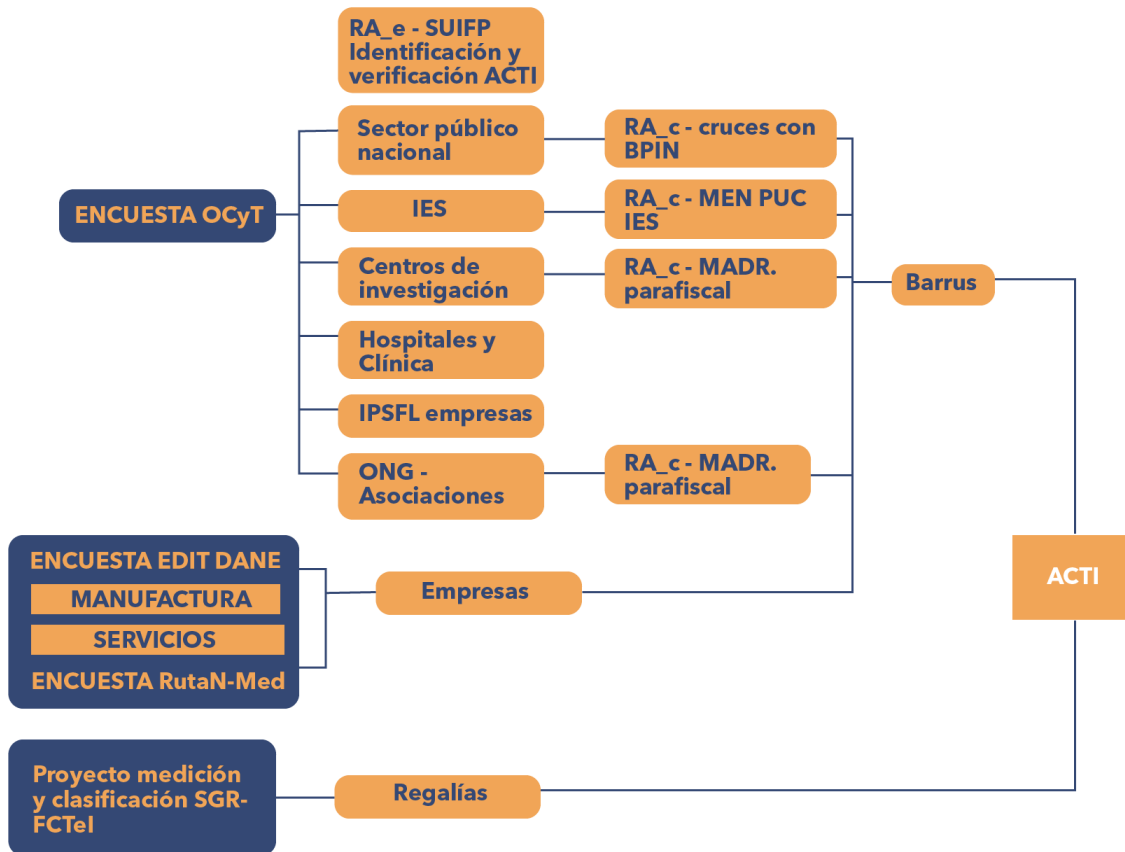 RA_e - SUIFP
Identificación y
verificación ACTI
Sector público
nacional
RA_c - cruces con
BPIN
ENCUESTA OCyT
IES
RA_c - MEN PUC
IES
Centros de
investigación
RA_c - MADR.
parafiscal
Barrus
Hospitales y
Clínica
IPSFL empresas
ONG -
Asociaciones
RA_c - MADR.
parafiscal
ENCUESTA EDIT DANE
MANUFACTURA
SERVICIOS
ENCUESTA RutaN-Med
Empresas
ACTI
Proyecto medición
y clasificación SGR-
FCTeI
Regalías